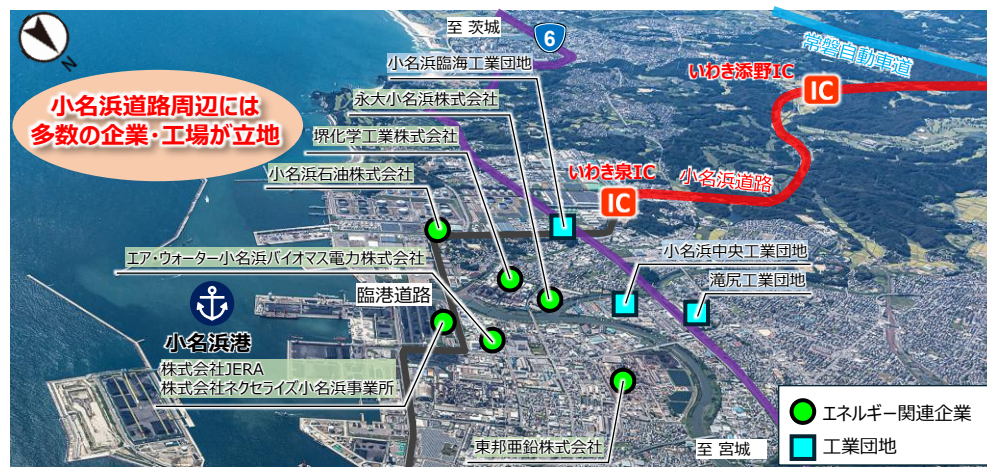 N
小名浜道路周辺には
多数の企業・工場が立地
至 茨城
6
常磐自動車道
小名浜臨海工業団地
いわき添野IC
IC
永大小名浜株式会社
堺化学工業株式会社
いわき泉IC
IC
小名浜道路
小名浜石油株式会社
エア・ウォーター小名浜バイオマス電力株式会社
小名浜中央工業団地
滝尻工業団地
臨港道路
小名浜港
株式会社JERA
株式会社ネクセライズ小名浜事業所
東邦亜鉛株式会社
至 宮城
エネルギー関連企業
工業団地